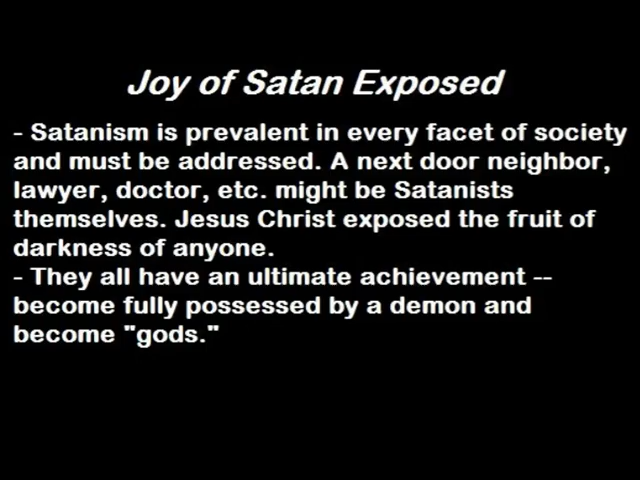 Joy of Satan Exposed
- Satanism is prevalent in every facet of society
and must be addressed. A next door neighbor,
lawyer, doctor, etc. might be Satanists
themselves. Jesus Christ exposed the fruit of
darkness of anyone.
- They all have an ultimate achievement --
become fully possessed by a demon and
become "gods."